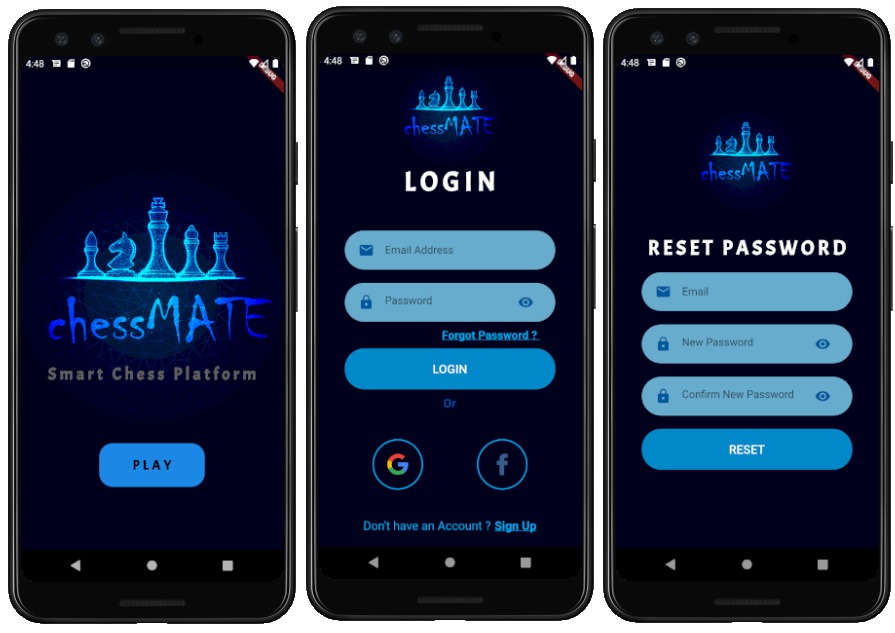 4:48
DEBUG
chessMATE
Smart Chess Platform
PLAY
4:48
DEBUG
chessMATE
LOGIN
Email Address
Password
Forgot Password ?
LOGIN
Or
G
f
Don't have an Account ? Sign Up
4:48
DEBUG
chessMATE
RESET PASSWORD
Email
New Password
Confirm New Password
RESET